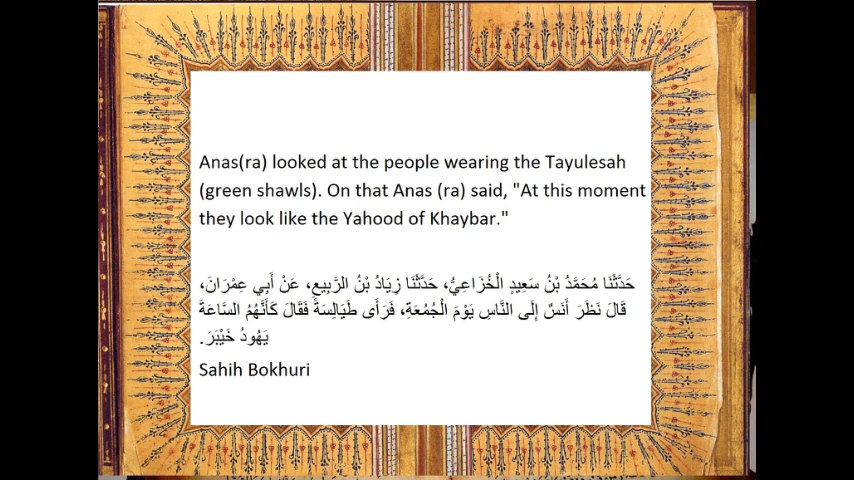 Anas(ra) looked at the people wearing the Tayulesah
(green shawls). On that Anas (ra) said, "At this moment
they look like the Yahood of Khaybar."
حَدَّثَنَا مُحَمَّدُ بْنُ سَعِيدٍ الْخُزَاعِيُّ، حَدَّثَنَا زِيَادُ بْنُ الرَّبِيعِ، عَنْ أَبِي عِمْرَانَ،
قَالَ نَظَرَ أَنَسٌ إِلَى النَّاسِ يَوْمَ الْجُمُعَةِ، فَرَأَى طَيَالِسَةً فَقَالَ كَأَنَّهُمُ السَّاعَةَ
يَهُودُ خَيْبَرَ.
Sahih Bokhuri